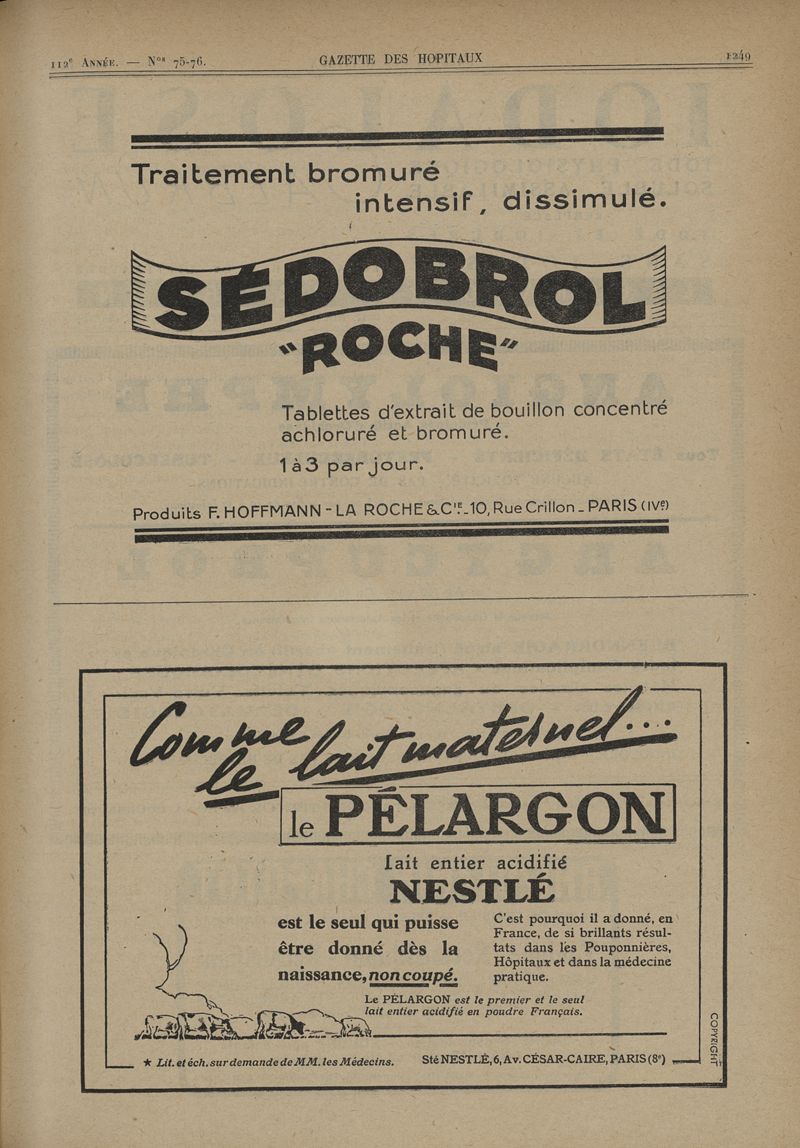 112e Année. — Nos 75-76. GAZETTE DES HOPITAUX 1249
Traitement bromuré
intensif, dissimulé.
SÉDOBROL
"ROCHE"
Tablettes d'extrait de bouillon concentré
achloruré et bromuré.
1 à 3 par jour.
Produits F. HOFFMANN - LA ROCHE & Cie. - 10, Rue Crillon - PARIS (IVe)
Comme
le lait maternel...
le PÉLARGON
lait entier acidifié
NESTLÉ
est le seul qui puisse
être donné dès la
naissance, non coupé.
C'est pourquoi il a donné, en
France, de si brillants résul-
tats dans les Pouponnières,
Hôpitaux et dans la médecine
pratique.
Le PÉLARGON est le premier et le seul
lait entier acidifié en poudre Français.
★ Lit. et éch. sur demande de MM. les Médecins. Sté NESTLÉ, 6, Av. CÉSAR-CAIRE, PARIS (8e)
COPYRIGHT